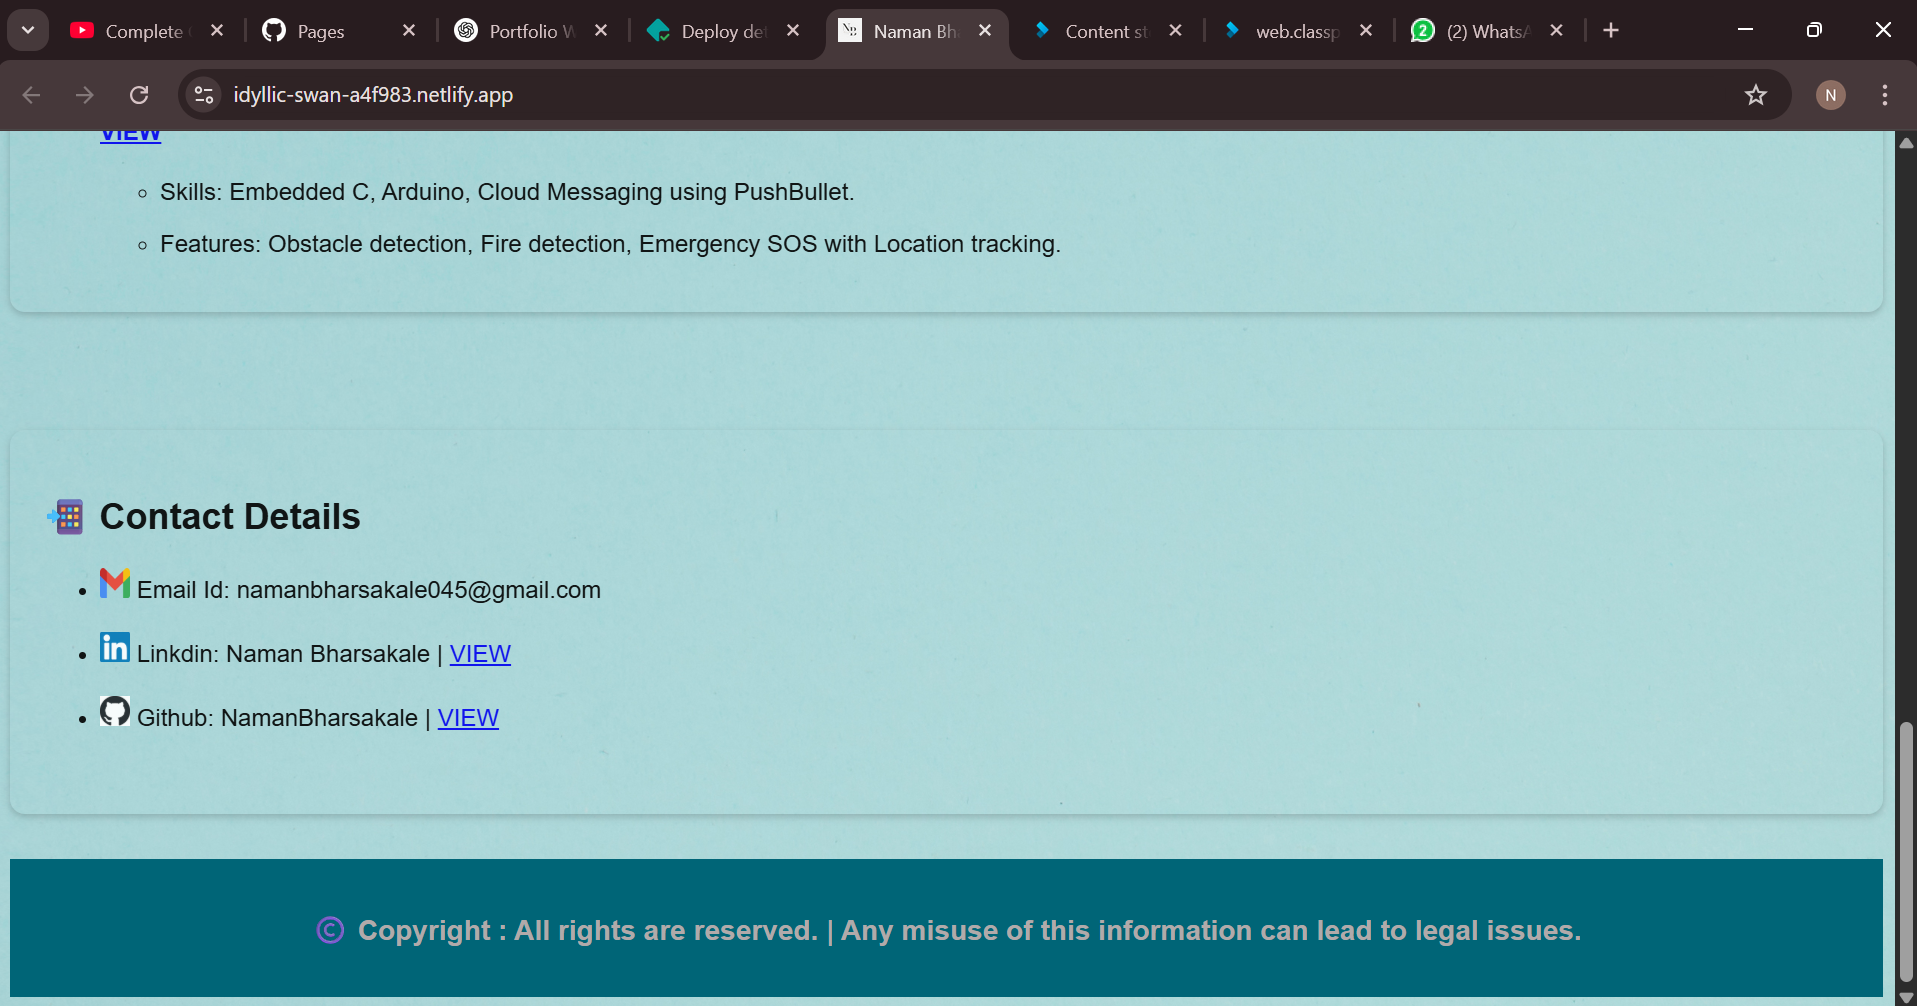 Complete
Pages
Portfolio W
Deploy det
Naman Bh
Content st
web.classp
2
(2) WhatsA
idyllic-swan-a4f983.netlify.app
N
VIEW
Skills: Embedded C, Arduino, Cloud Messaging using PushBullet.
Features: Obstacle detection, Fire detection, Emergency SOS with Location tracking.
Contact Details
Email Id: namanbharsakale045@gmail.com
in Linkdin: Naman Bharsakale | VIEW
Github: NamanBharsakale | VIEW
© Copyright : All rights are reserved. | Any misuse of this information can lead to legal issues.